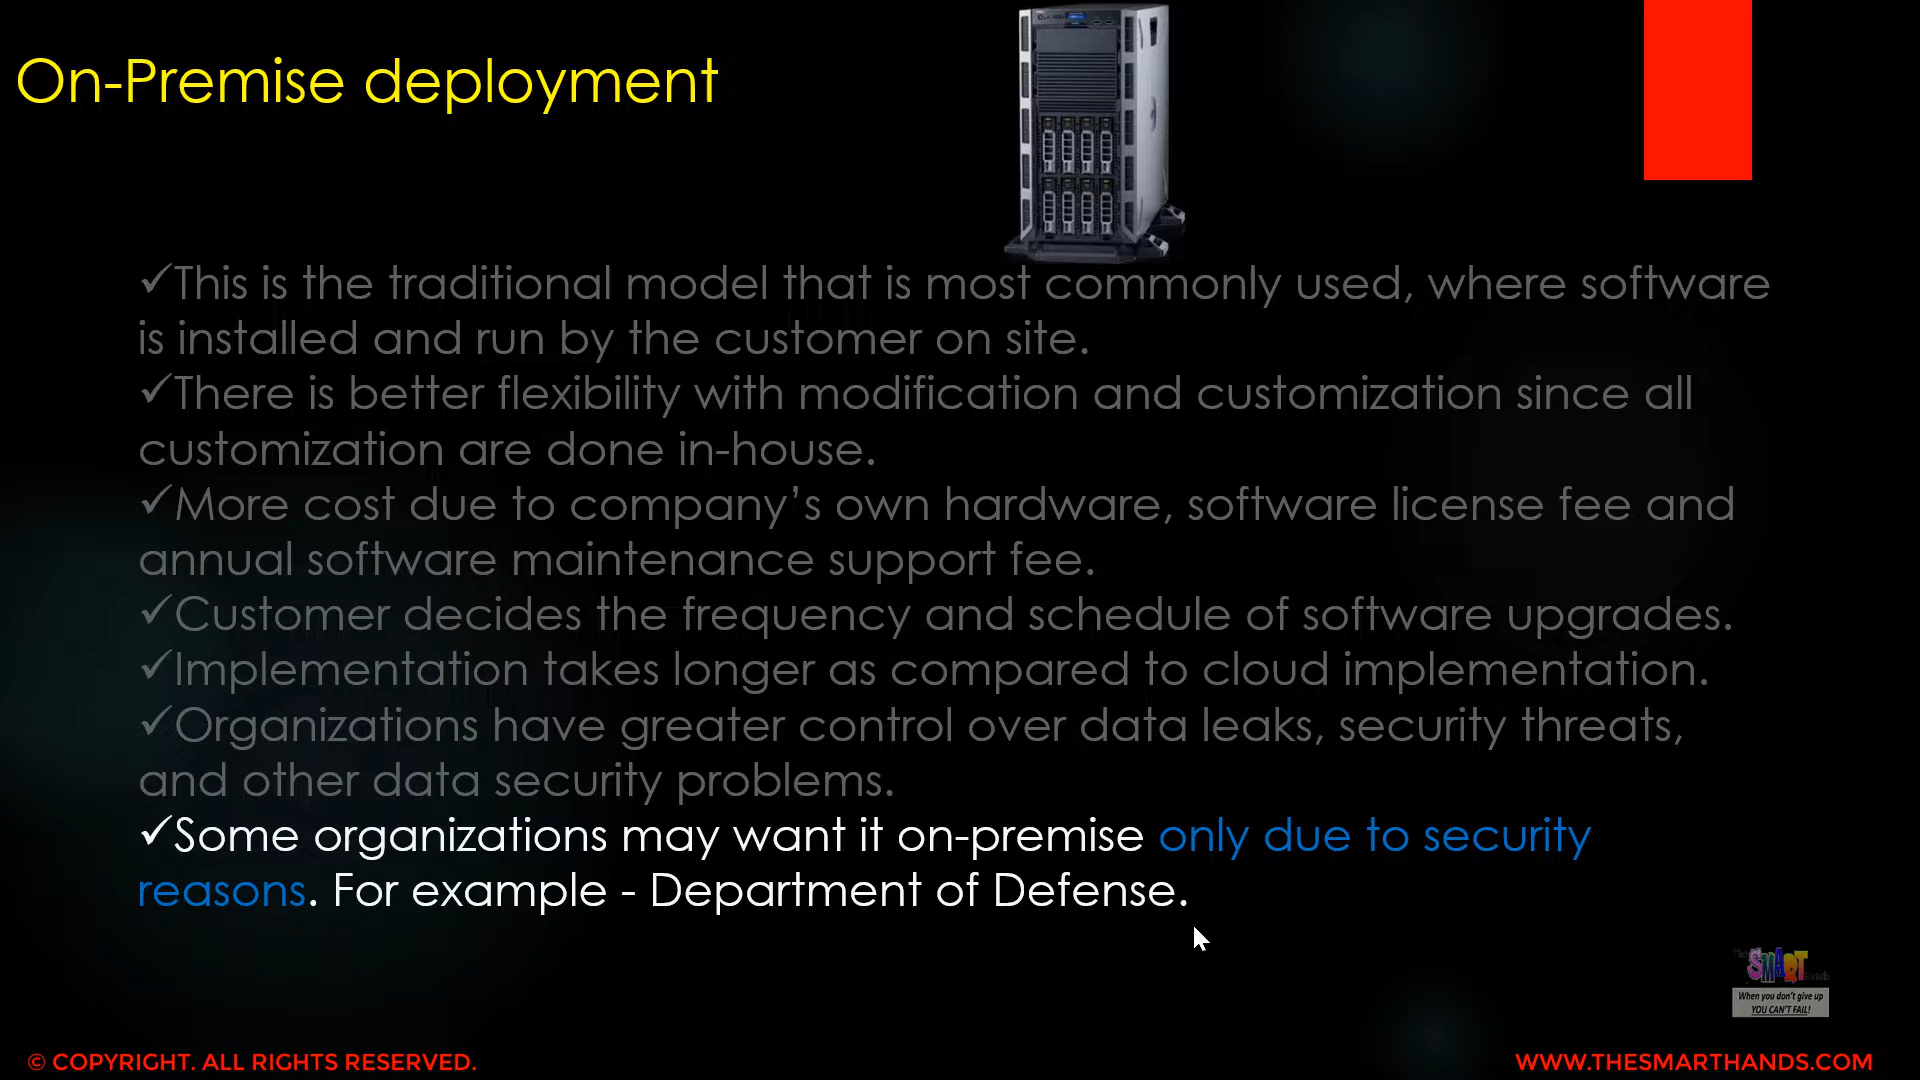 On-Premise deployment
✓This is the traditional model that is most commonly used, where software
is installed and run by the customer on site.
✓There is better flexibility with modification and customization since all
customization are done in-house.
✓More cost due to company’s own hardware, software license fee and
annual software maintenance support fee.
✓Customer decides the frequency and schedule of software upgrades.
✓Implementation takes longer as compared to cloud implementation.
✓Organizations have greater control over data leaks, security threats,
and other data security problems.
✓Some organizations may want it on-premise only due to security
reasons. For example - Department of Defense.
SMART
When you don't give up
YOU CAN'T FAIL!
© COPYRIGHT. ALL RIGHTS RESERVED.
WWW.THESMARTHANDS.COM